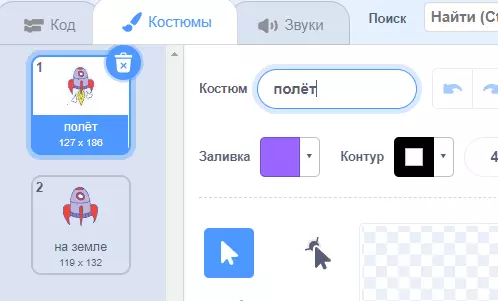 Код
Костюмы
Звуки
Поиск
Найти (Ct
1
полёт
127 x 186
2
на земле
119 x 132
Костюм
полёт
Заливка
Контур
4